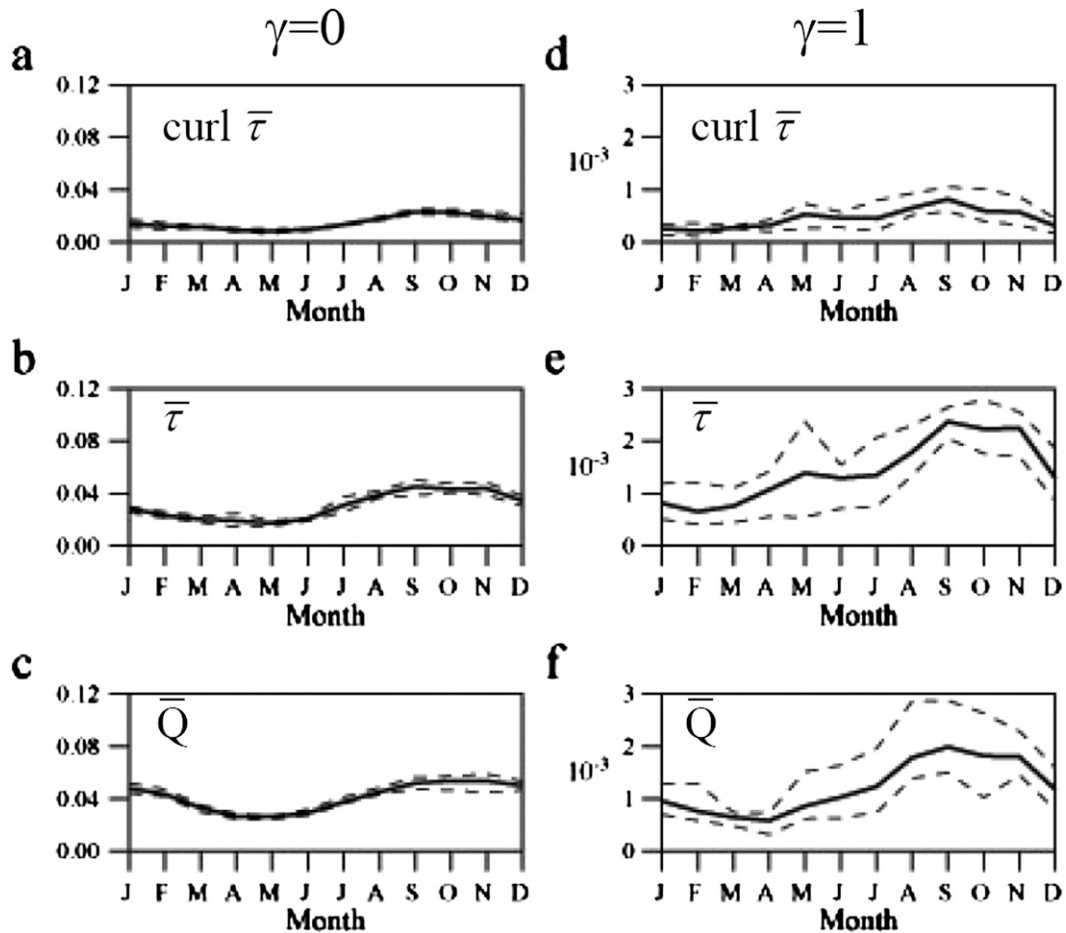 γ=0
γ=1
a
0.12
0.08
0.04
0.00
curl τ̅
J F M A M J J A S O N D
Month
d
3
2
10⁻³
1
0
curl τ̅
J F M A M J J A S O N D
Month
b
0.12
0.08
0.04
0.00
τ̅
J F M A M J J A S O N D
Month
e
3
2
10⁻³
1
0
τ̅
J F M A M J J A S O N D
Month
c
0.12
0.08
0.04
0.00
Q̅
J F M A M J J A S O N D
Month
f
3
2
10⁻³
1
0
Q̅
J F M A M J J A S O N D
Month